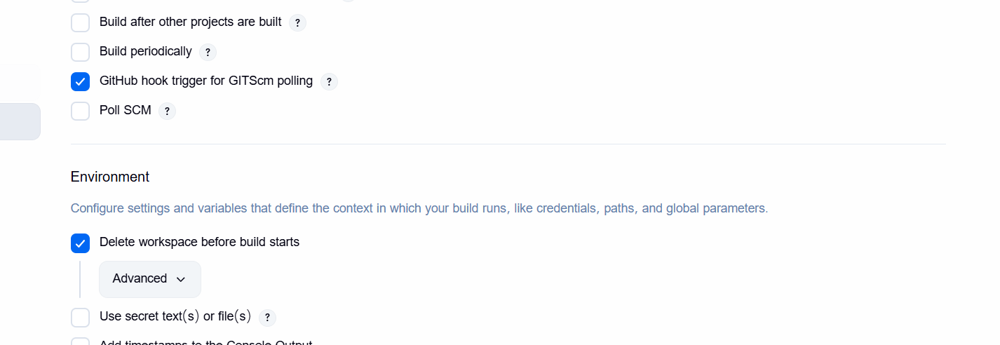 Build after other projects are built ?
Build periodically ?
GitHub hook trigger for GITScm polling ?
Poll SCM ?
Environment
Configure settings and variables that define the context in which your build runs, like credentials, paths, and global parameters.
Delete workspace before build starts
Advanced
Use secret text(s) or file(s) ?
Add timestamps to the Console Output